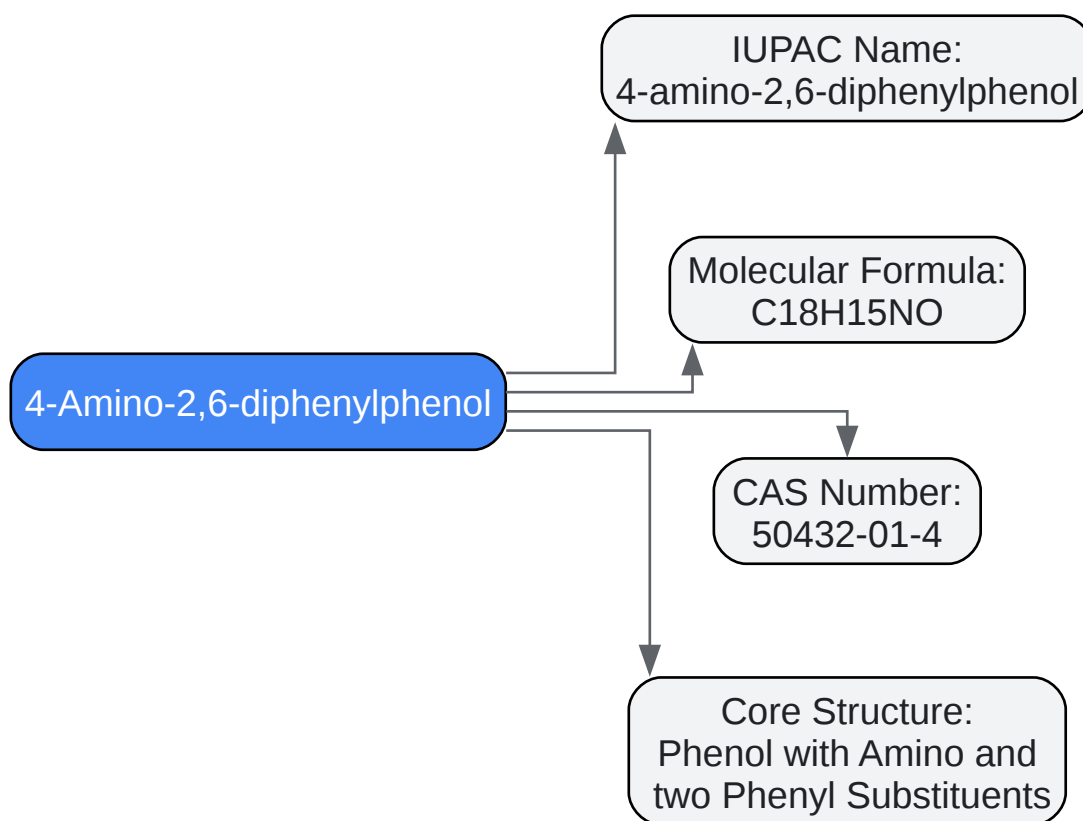 IUPAC Name:
4-amino-2,6-diphenylphenol
Molecular Formula:
C18H15NO
4-Amino-2,6-diphenylphenol
CAS Number:
50432-01-4
Core Structure:
Phenol with Amino and
two Phenyl Substituents